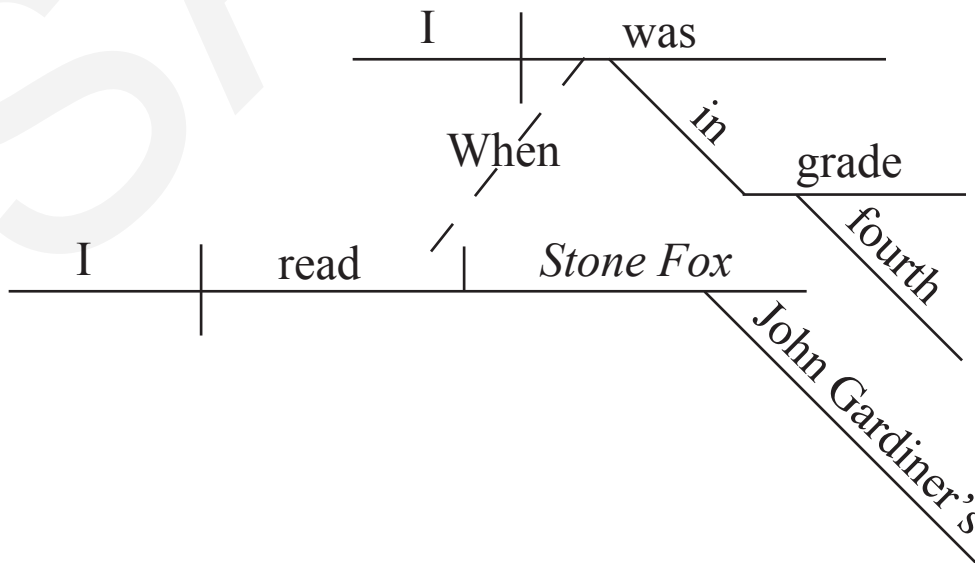 I was
in
When
grade
fourth
I read Stone Fox
John Gardiner's